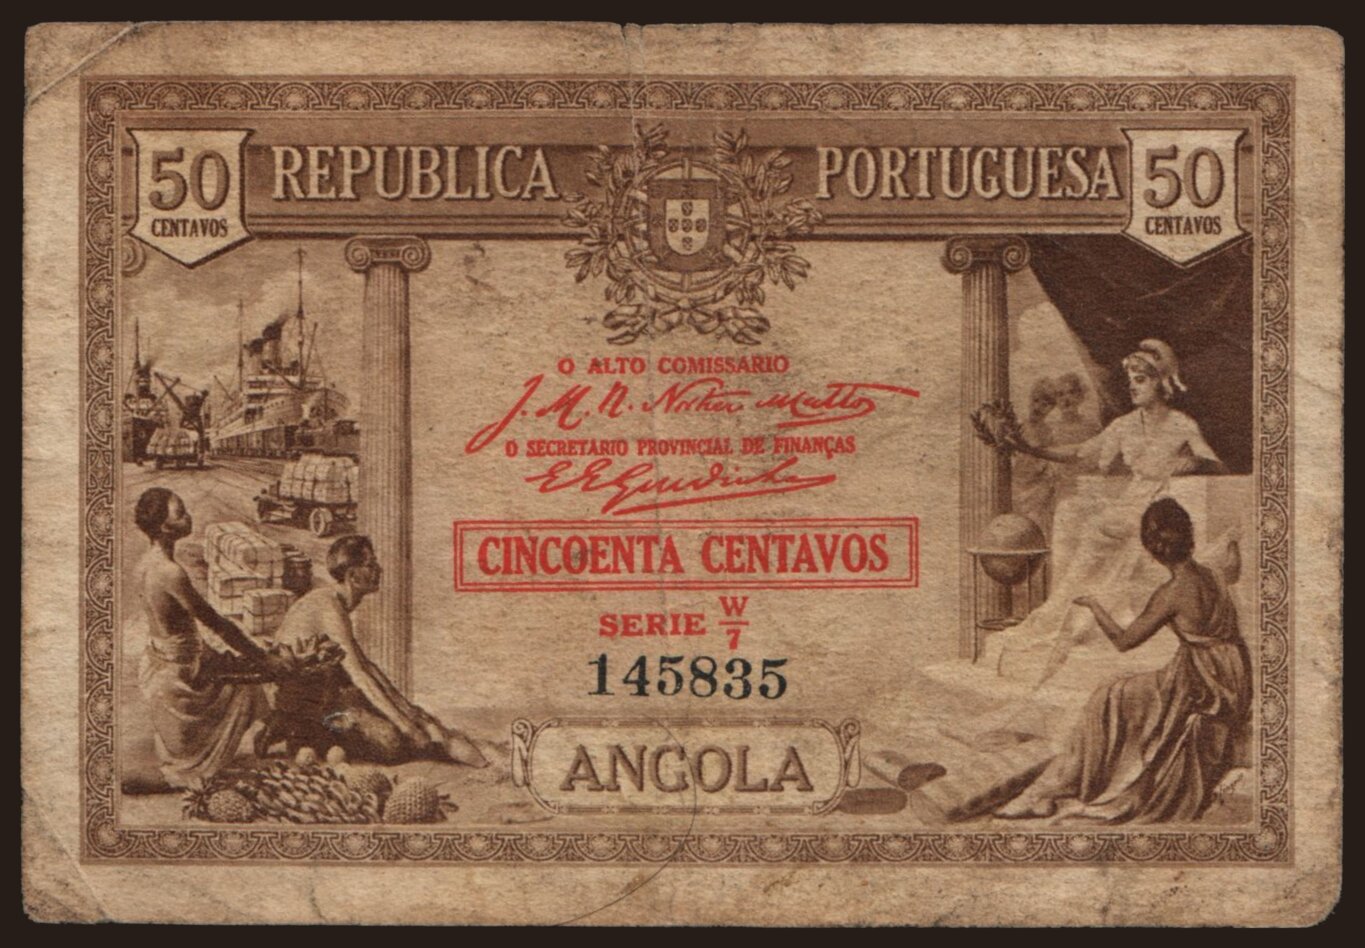 50 REPUBLICA PORTUGUESA 50
CENTAVOS CENTAVOS
O ALTO COMISSARIO
J. M. R. Norton Mattos
O SECRETARIO PROVINCIAL DE FINANÇAS
CINCOENTA CENTAVOS
SERIE W/7
145835
ANGOLA